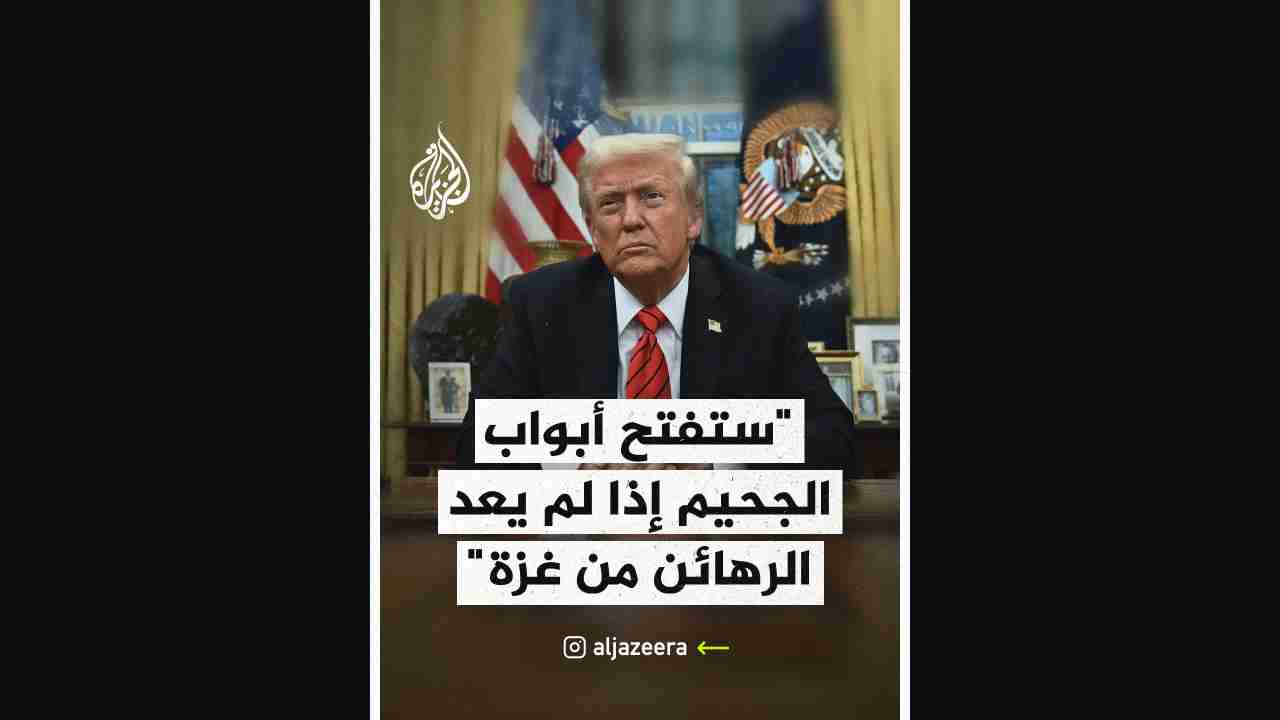 الجزيرة
"ستفتح أبواب
الجحيم إذا لم يعد
الرهائن من غزة"
aljazeera